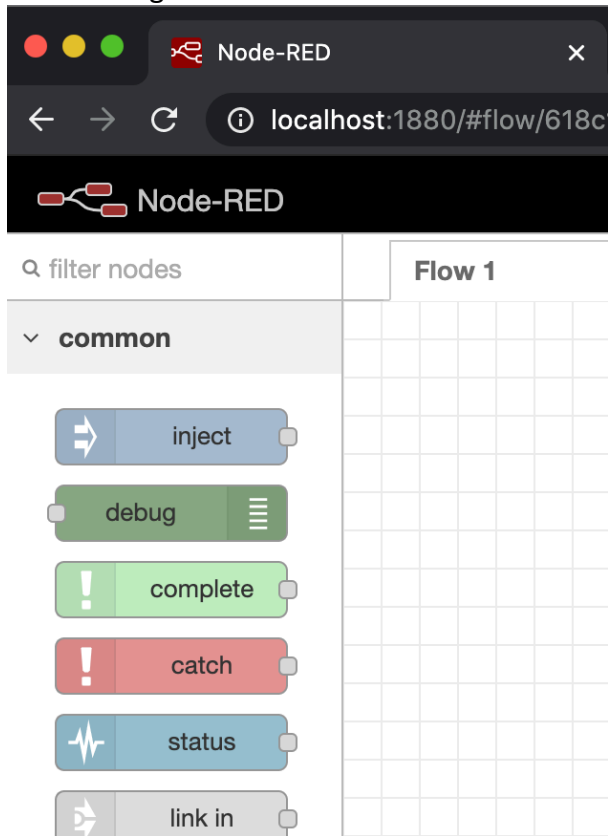 Node-RED
localhost:1880/#flow/618c
Node-RED
filter nodes
Flow 1
common
inject
debug
complete
catch
status
link in